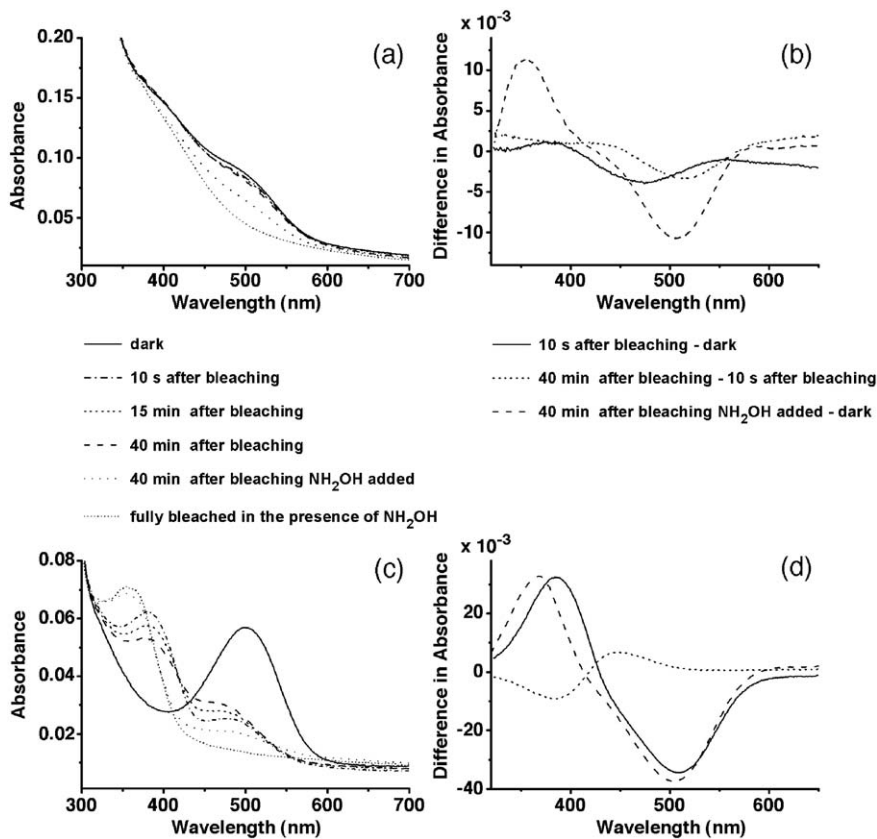 (a)
0.20
0.15
0.10
0.05
Absorbance
300 400 500 600 700
Wavelength (nm)
x 10⁻³
(b)
10
5
0
-5
-10
Difference in Absorbance
400 500 600
Wavelength (nm)
dark
10 s after bleaching
15 min after bleaching
40 min after bleaching
40 min after bleaching NH₂OH added
fully bleached in the presence of NH₂OH
10 s after bleaching - dark
40 min after bleaching - 10 s after bleaching
40 min after bleaching NH₂OH added - dark
(c)
0.08
0.06
0.04
0.02
Absorbance
300 400 500 600 700
Wavelength (nm)
x 10⁻³
(d)
20
0
-20
-40
Difference in Absorbance
400 500 600
Wavelength (nm)